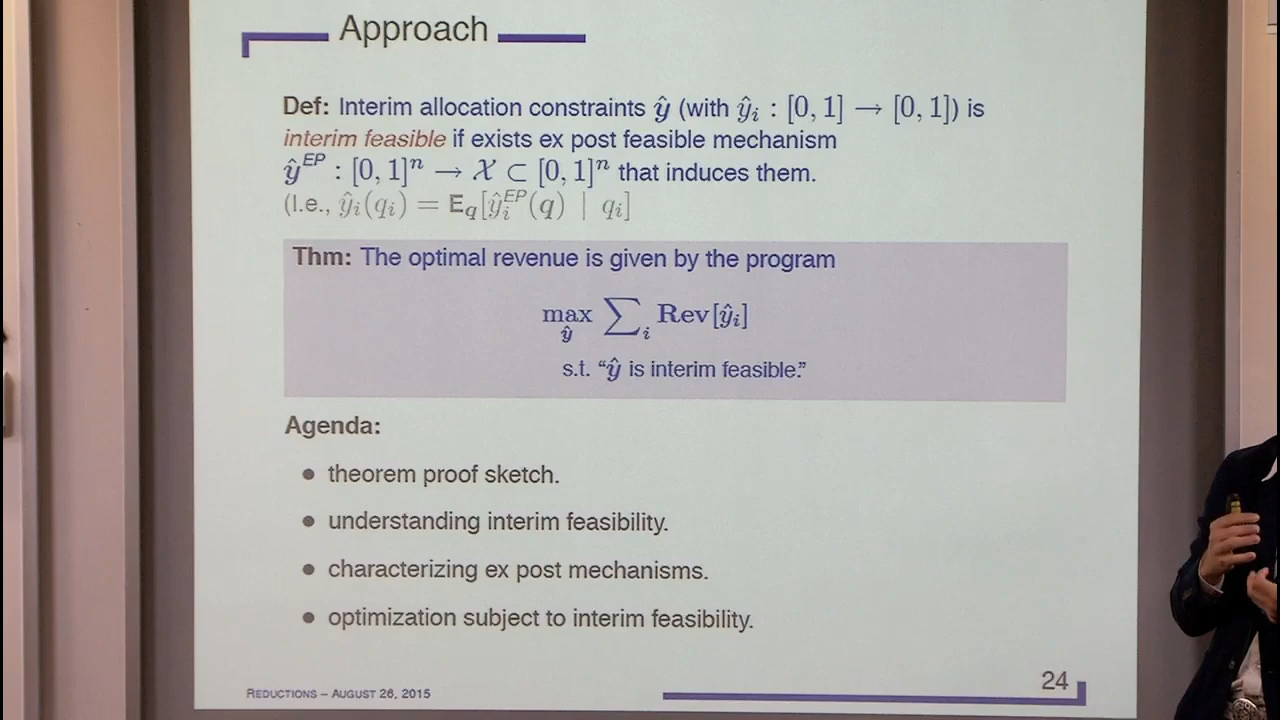 Approach
Def: Interim allocation constraints ŷ (with ŷᵢ : [0, 1] → [0, 1]) is
interim feasible if exists ex post feasible mechanism
ŷᴱᴾ : [0, 1]ⁿ → 𝒳 ⊂ [0, 1]ⁿ that induces them.
(I.e., ŷᵢ(qᵢ) = E_q[ŷᵢᴱᴾ(q) | qᵢ]
Thm: The optimal revenue is given by the program
max_ŷ ∑ᵢ Rev[ŷᵢ]
s.t. “ŷ is interim feasible.”
Agenda:
• theorem proof sketch.
• understanding interim feasibility.
• characterizing ex post mechanisms.
• optimization subject to interim feasibility.
REDUCTIONS – AUGUST 26, 2015
24